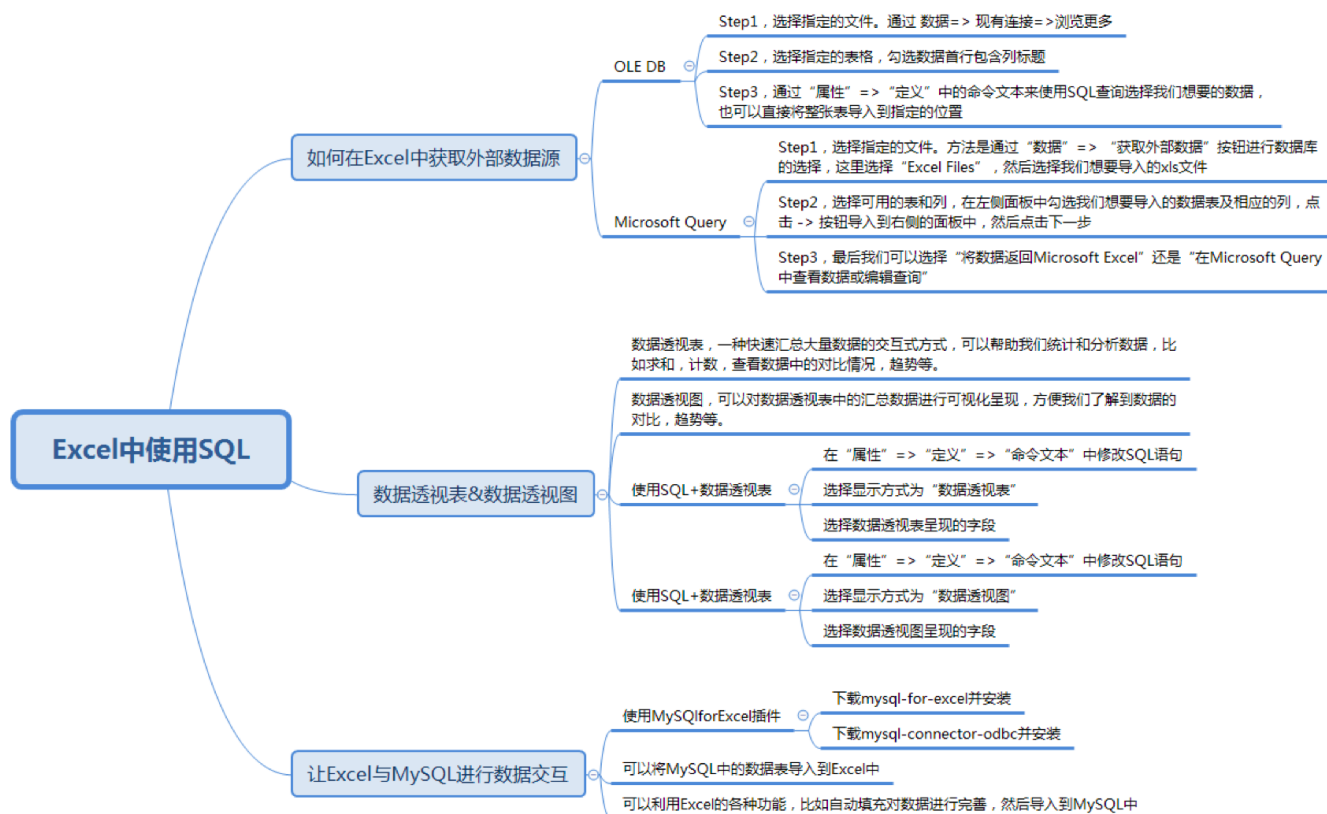 Excel中使用SQL
如何在Excel中获取外部数据源
OLE DB
Step1，选择指定的文件。通过 数据=> 现有连接=>浏览更多
Step2，选择指定的表格，勾选数据首行包含列标题
Step3，通过“属性”=>“定义”中的命令文本来使用SQL查询选择我们想要的数据，
也可以直接将整张表导入到指定的位置
Microsoft Query
Step1，选择指定的文件。方法是通过“数据”=> “获取外部数据”按钮进行数据库
的选择，这里选择“Excel Files”，然后选择我们想要导入的xls文件
Step2，选择可用的表和列，在左侧面板中勾选我们想要导入的数据表及相应的列，点
击 -> 按钮导入到右侧的面板中，然后点击下一步
Step3，最后我们可以选择“将数据返回Microsoft Excel”还是“在Microsoft Query
中查看数据或编辑查询”
数据透视表&数据透视图
数据透视表，一种快速汇总大量数据的交互式方式，可以帮助我们统计和分析数据，比
如求和，计数，查看数据中的对比情况，趋势等。
数据透视图，可以对数据透视表中的汇总数据进行可视化呈现，方便我们了解到数据的
对比，趋势等。
使用SQL+数据透视表
在“属性”=>“定义”=>“命令文本”中修改SQL语句
选择显示方式为“数据透视表”
选择数据透视表呈现的字段
使用SQL+数据透视表
在“属性”=>“定义”=>“命令文本”中修改SQL语句
选择显示方式为“数据透视图”
选择数据透视图呈现的字段
让Excel与MySQL进行数据交互
使用MySQlforExcel插件
下载mysql-for-excel并安装
下载mysql-connector-odbc并安装
可以将MySQL中的数据表导入到Excel中
可以利用Excel的各种功能，比如自动填充对数据进行完善，然后导入到MySQL中